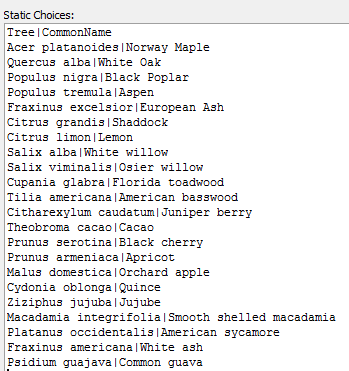 Static Choices:
Tree|CommonName
Acer platanoides|Norway Maple
Quercus alba|White Oak
Populus nigra|Black Poplar
Populus tremula|Aspen
Fraxinus excelsior|European Ash
Citrus grandis|Shaddock
Citrus limon|Lemon
Salix alba|White willow
Salix viminalis|Osier willow
Cupania glabra|Florida toadwood
Tilia americana|American basswood
Citharexylum caudatum|Juniper berry
Theobroma cacao|Cacao
Prunus serotina|Black cherry
Prunus armeniaca|Apricot
Malus domestica|Orchard apple
Cydonia oblonga|Quince
Ziziphus jujuba|Jujube
Macadamia integrifolia|Smooth shelled macadamia
Platanus occidentalis|American sycamore
Fraxinus americana|White ash
Psidium guajava|Common guava